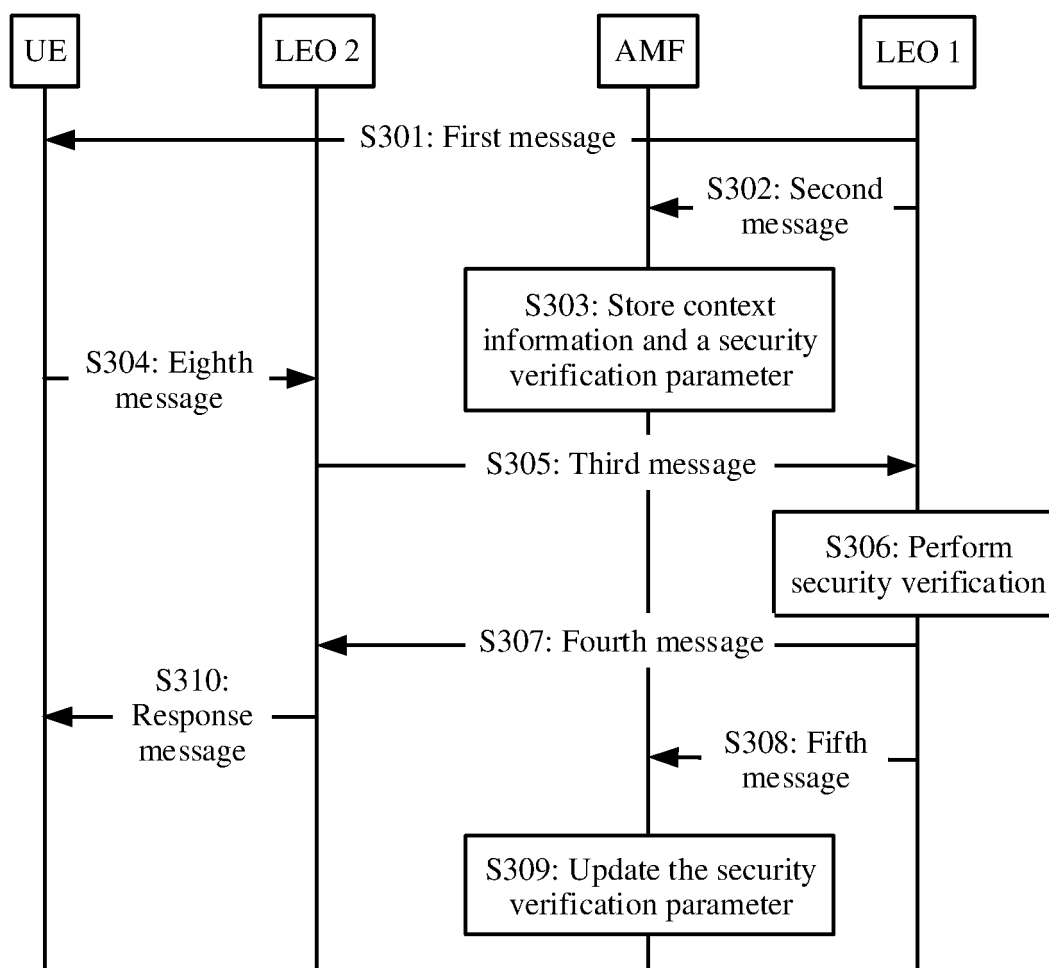 UE
LEO 2
AMF
LEO 1
S301: First message
S302: Second
message
S303: Store context
information and a security
verification parameter
S304: Eighth
message
S305: Third message
S306: Perform
security verification
S307: Fourth message
S310:
Response
message
S308: Fifth
message
S309: Update the security
verification parameter